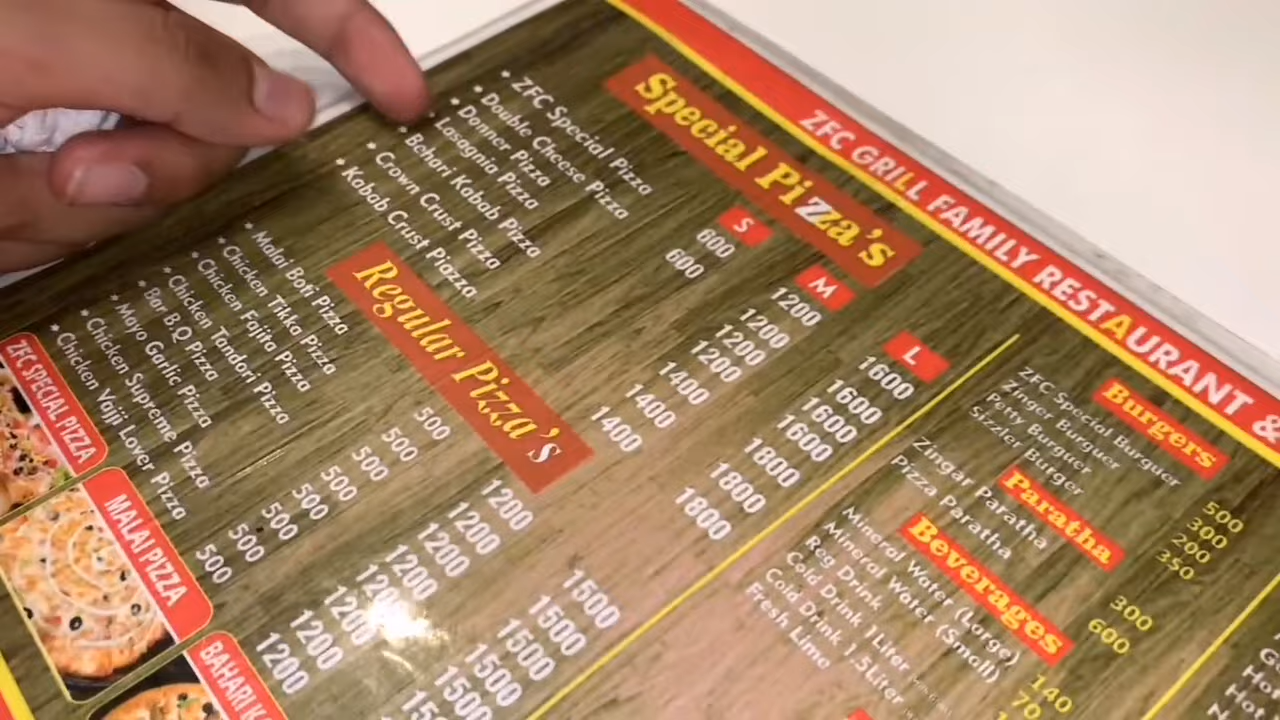 ZFC GRILL FAMILY RESTAURANT &
Special Pizza's
S M L
• ZFC Special Pizza 600 1200 1600
• Double Cheese Pizza 600 1200 1600
• Donner Pizza 1200 1600
• Lasagnia Pizza 1200 1600
• Behari Kabab Pizza 1400 1800
• Crown Crust Pizza 1400 1800
• Kabab Crust Piazza 1400 1800
Regular Pizza's
• Malai Boti Pizza 500 1200 1500
• Chicken Tikka Pizza 500 1200 1500
• Chicken Fajita Pizza 500 1200 1500
• Chicken Tandori Pizza 500 1200 1500
• Bar B.Q Pizza 500 1200 1500
• Mayo Garlic Pizza 500 1200
• Chicken Supreme Pizza 500 1200
• Chicken Vajji Lover Pizza 500
ZFC SPECIAL PIZZA
MALAI PIZZA
BAHARI
Burgers
ZFC Special Burguer 500
Zinger Burguer 300
Petty Burguer 200
Sizzler Burger 350
Paratha
Zingar Paratha 300
Pizza Paratha 600
Beverages
Mineral Water (Large) 140
Mineral Water (Small) 70
Reg Drink
Cold Drink 1Liter
Cold Drink 1.5Liter
Fresh Lime